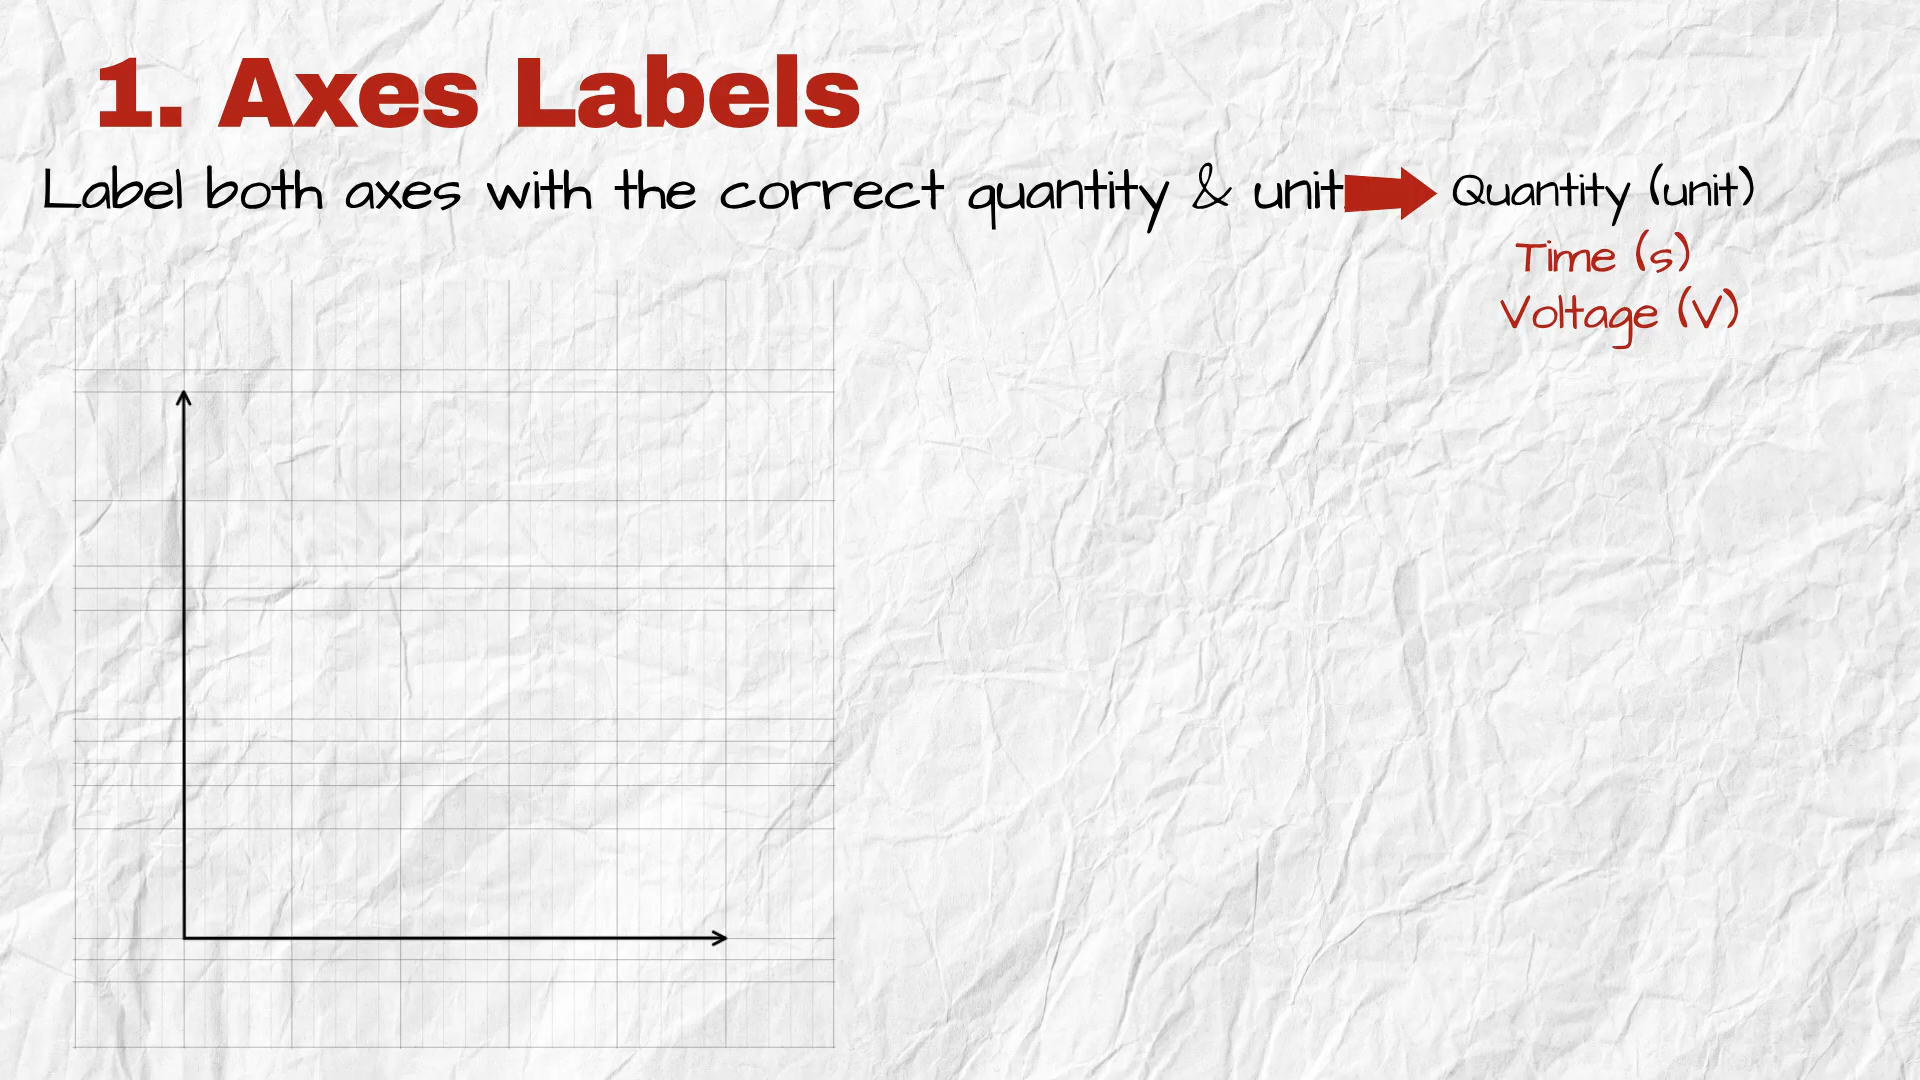 1. Axes Labels
Label both axes with the correct quantity & unit
Quantity (unit)
Time (s)
Voltage (V)